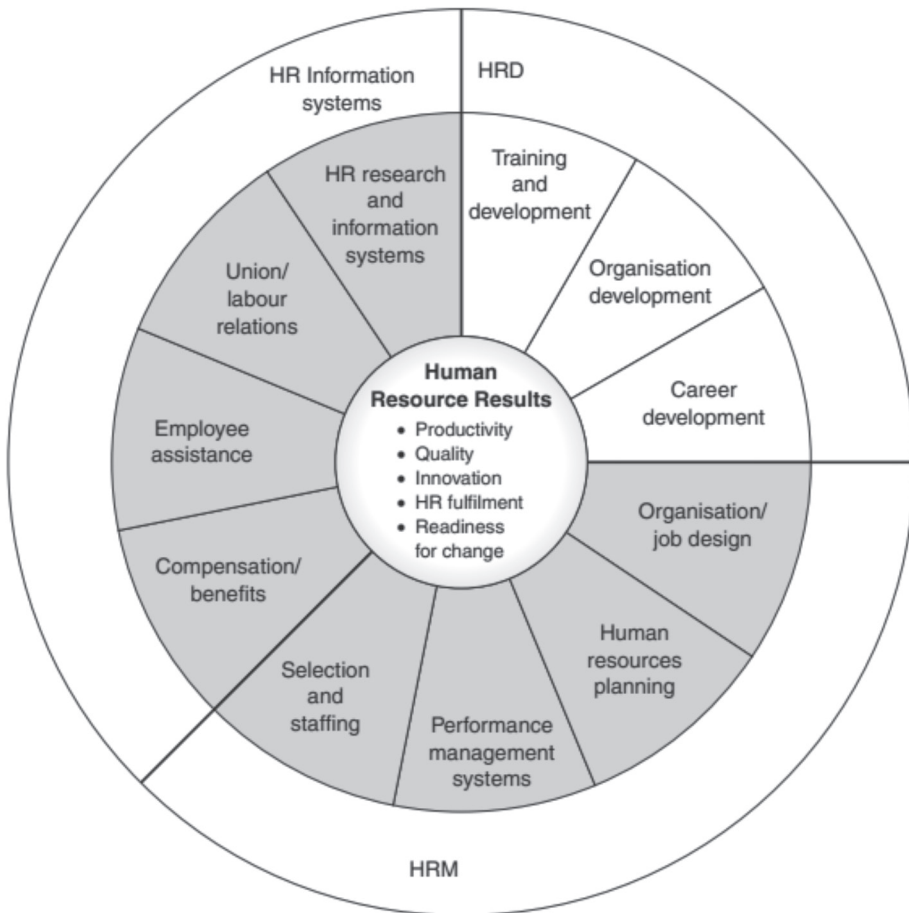 HR Information
systems
HRD
HR research
and
information
systems
Training
and
development
Organisation
development
Career
development
Organisation/
job design
Human
resources
planning
Performance
management
systems
Selection
and
staffing
Compensation/
benefits
Employee
assistance
Union/
labour
relations
Human
Resource Results
• Productivity
• Quality
• Innovation
• HR fulfilment
• Readiness
for change
HRM